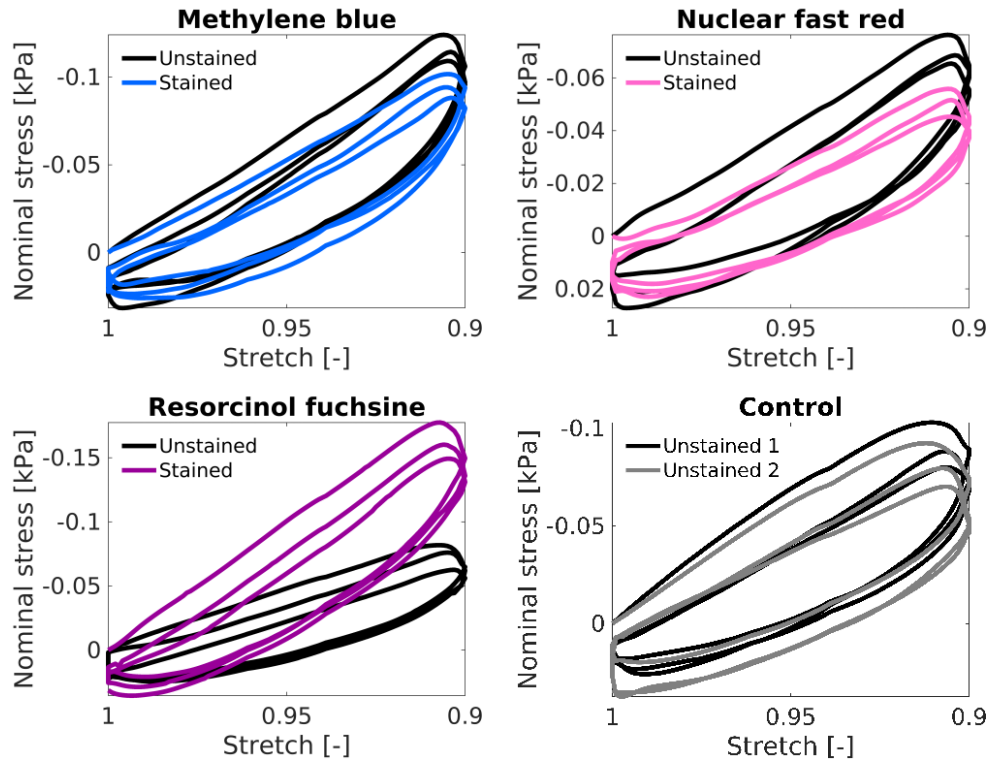 Methylene blue
Nominal stress [kPa]
-0.1
-0.05
0
Unstained
Stained
1
0.95
0.9
Stretch [-]
Nuclear fast red
Nominal stress [kPa]
-0.06
-0.04
-0.02
0
0.02
Unstained
Stained
1
0.95
0.9
Stretch [-]
Resorcinol fuchsine
Nominal stress [kPa]
-0.15
-0.1
-0.05
0
Unstained
Stained
1
0.95
0.9
Stretch [-]
Control
Nominal stress [kPa]
-0.1
-0.05
0
Unstained 1
Unstained 2
1
0.95
0.9
Stretch [-]